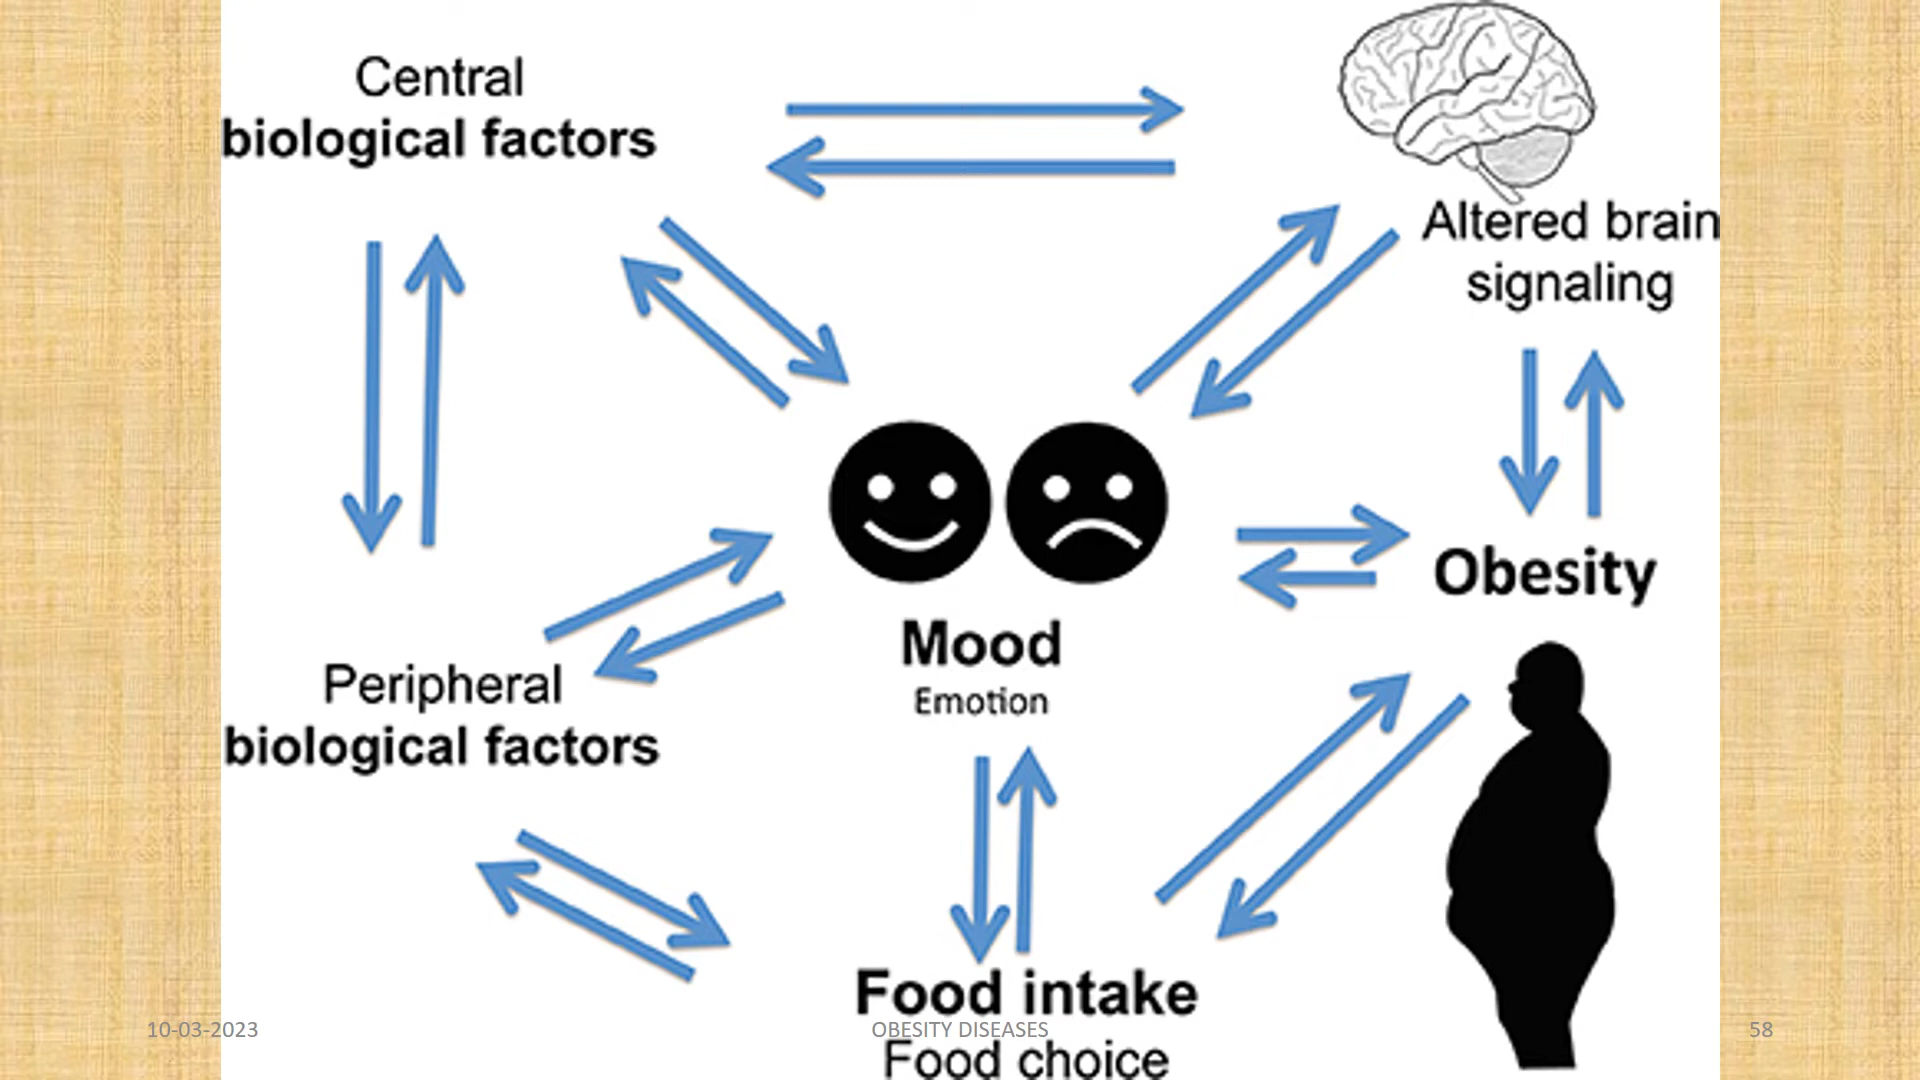 Central
biological factors
Altered brain
signaling
Obesity
Mood
Emotion
Peripheral
biological factors
Food intake
Food choice
10-03-2023
OBESITY DISEASES
58